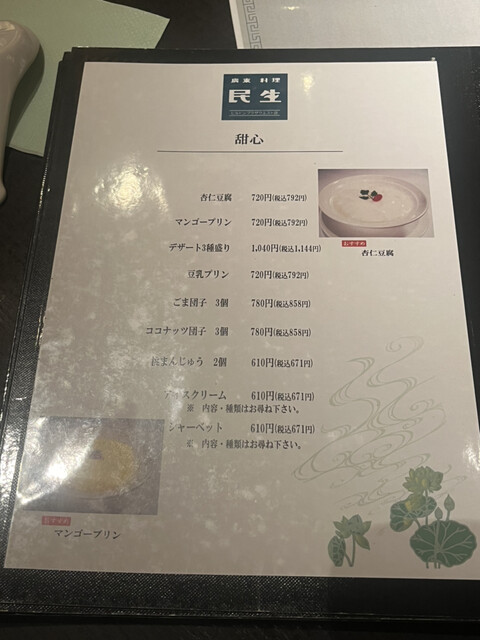 廣東 料理
民生
甜心
杏仁豆腐 720円(税込792円)
マンゴープリン 720円(税込792円)
デザート3種盛り 1,040円(税込1,144円)
豆乳プリン 720円(税込792円)
ごま団子 3個 780円(税込858円)
ココナッツ団子 3個 780円(税込858円)
まんじゅう 2個 610円(税込671円)
アイスクリーム 610円(税込671円)
※ 内容・種類はお尋ね下さい。
シャーベット 610円(税込671円)
※ 内容・種類はお尋ね下さい。
おすすめ
杏仁豆腐
おすすめ
マンゴープリン